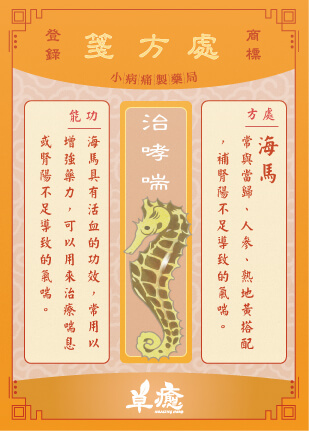 商標
處方箋
登錄
小病痛製藥局
處方
海馬
常與當歸、人參、熟地黃搭配
，補腎陽不足導致的氣喘。
治哮喘
功能
海馬具有活血的功效，常用以
增強藥力，可以用來治療喘息
或腎陽不足導致的氣喘。
草癒